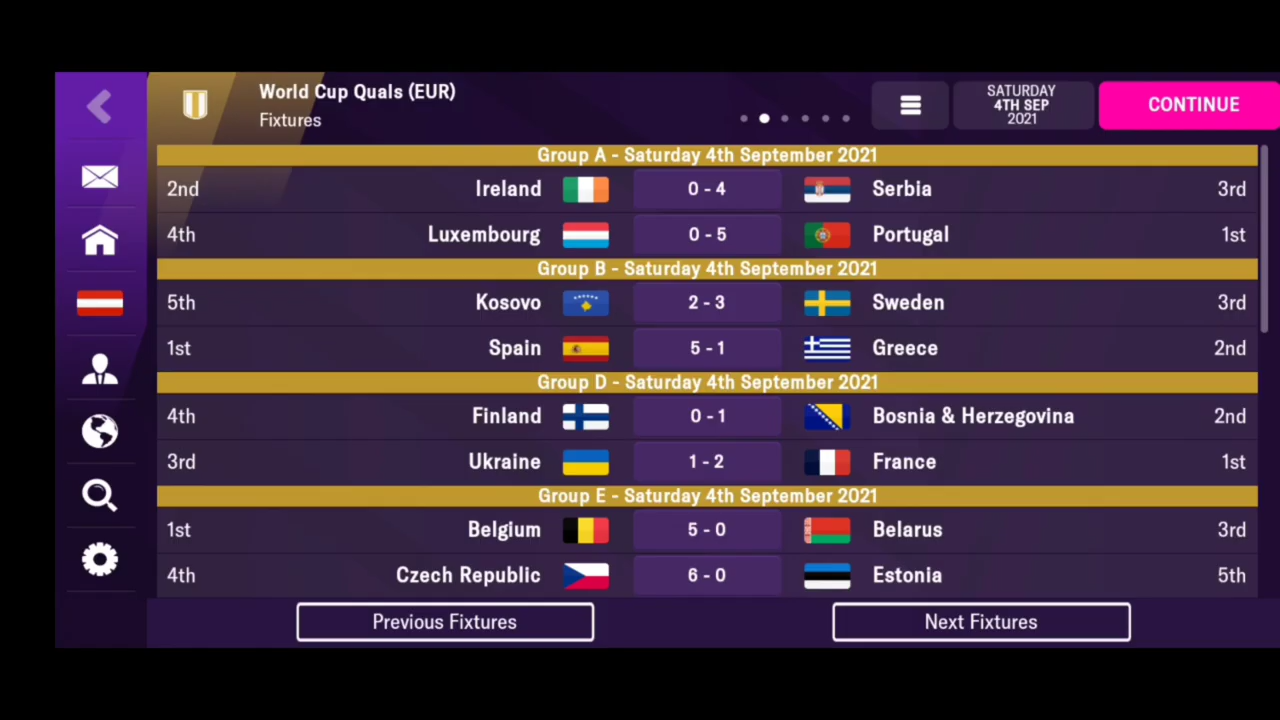 World Cup Quals (EUR)
Fixtures
SATURDAY
4TH SEP
2021
CONTINUE
Group A - Saturday 4th September 2021
2nd Ireland 0 - 4 Serbia 3rd
4th Luxembourg 0 - 5 Portugal 1st
Group B - Saturday 4th September 2021
5th Kosovo 2 - 3 Sweden 3rd
1st Spain 5 - 1 Greece 2nd
Group D - Saturday 4th September 2021
4th Finland 0 - 1 Bosnia & Herzegovina 2nd
3rd Ukraine 1 - 2 France 1st
Group E - Saturday 4th September 2021
1st Belgium 5 - 0 Belarus 3rd
4th Czech Republic 6 - 0 Estonia 5th
Previous Fixtures Next Fixtures